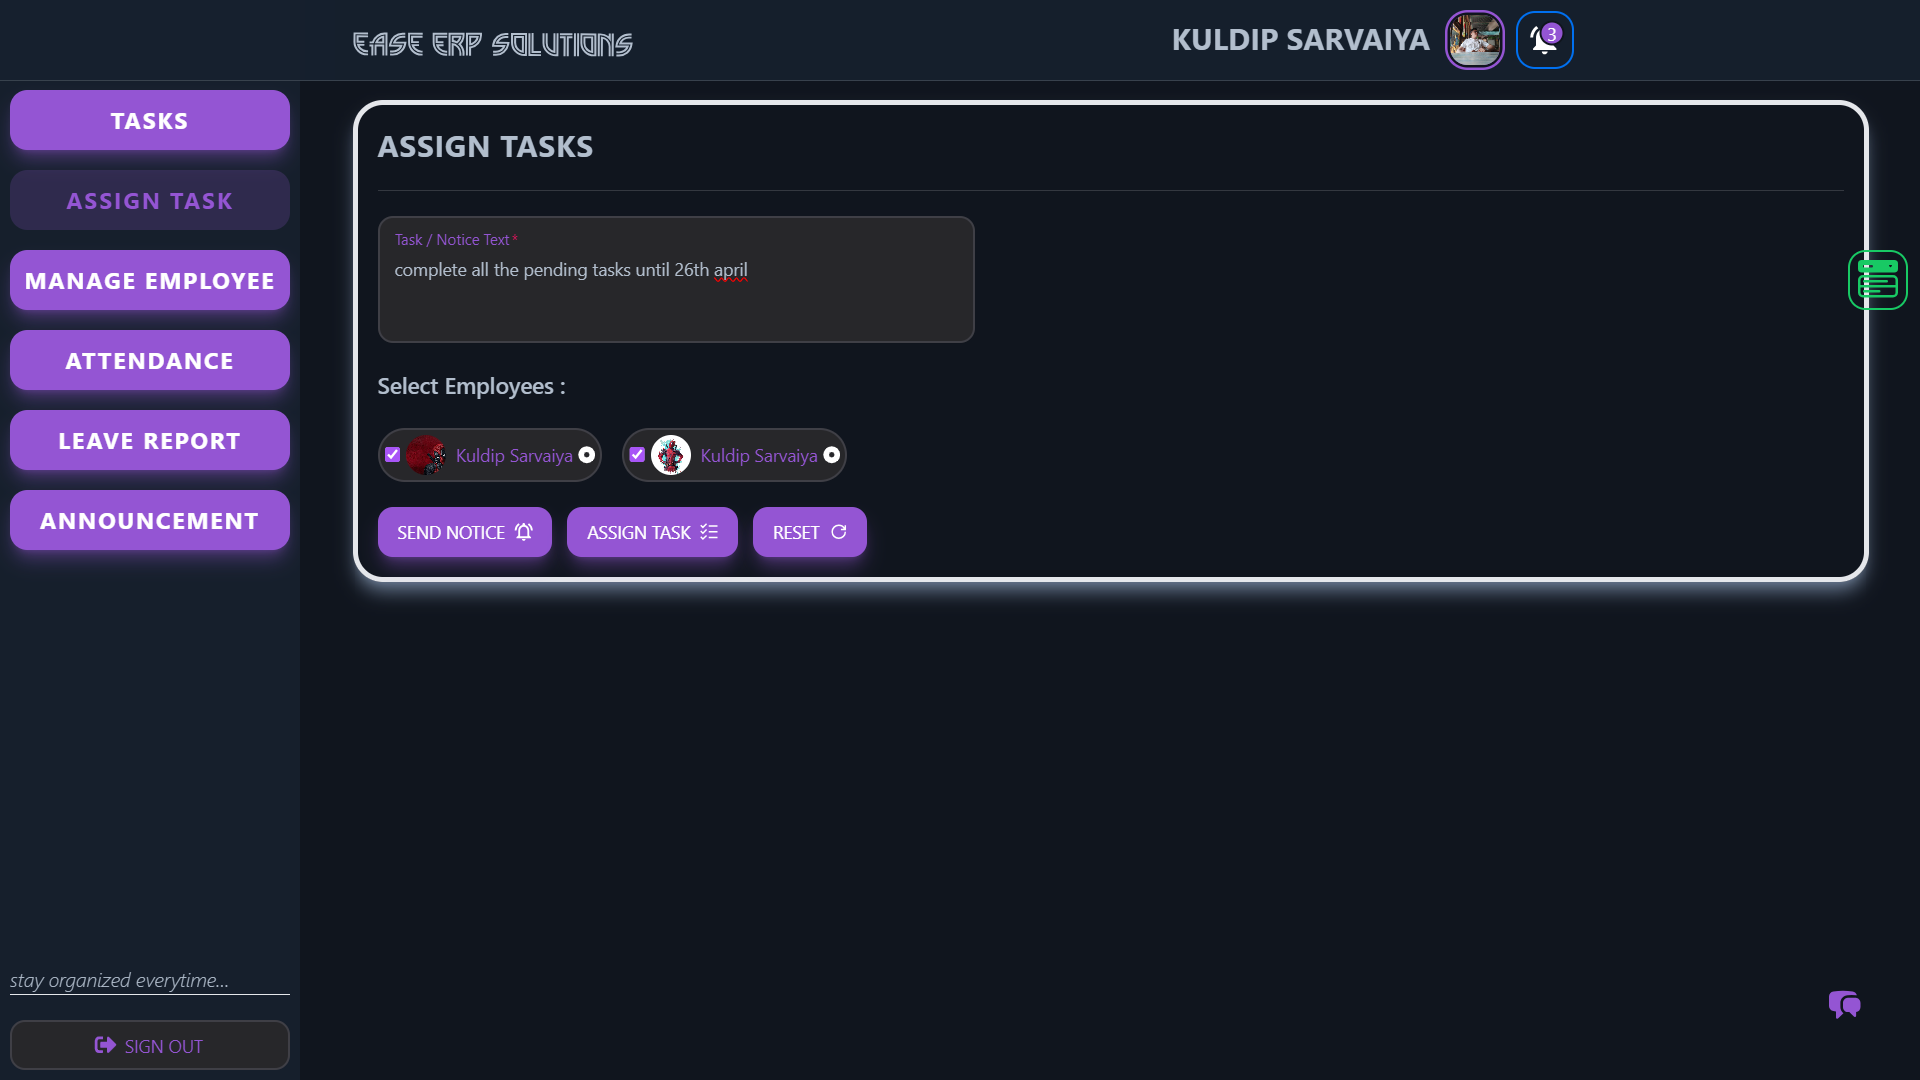 EASE ERP SOLUTIONS
KULDIP SARVAIYA
3
TASKS
ASSIGN TASK
MANAGE EMPLOYEE
ATTENDANCE
LEAVE REPORT
ANNOUNCEMENT
stay organized everytime...
SIGN OUT
ASSIGN TASKS
Task / Notice Text*
complete all the pending tasks until 26th april
Select Employees :
Kuldip Sarvaiya
Kuldip Sarvaiya
SEND NOTICE
ASSIGN TASK
RESET